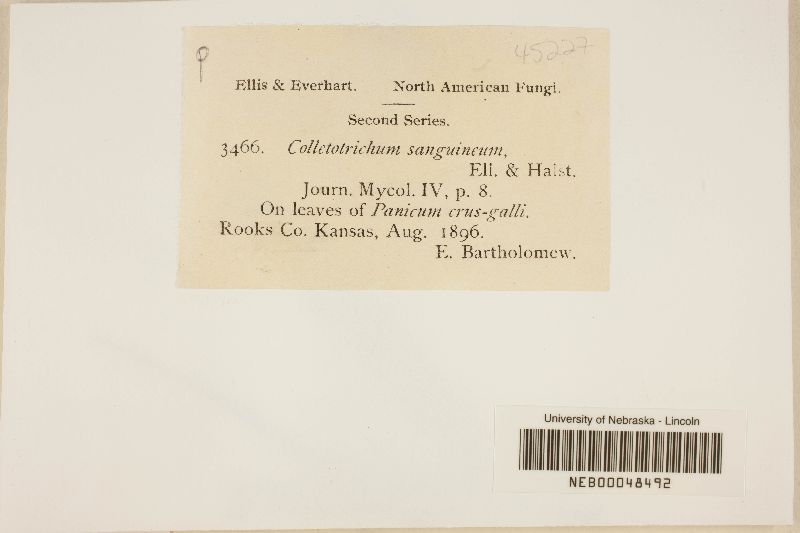 45227
Ellis & Everhart. North American Fungi.
Second Series.
3466. Colletotrichum sanguineum,
Ell. & Halst.
Journ. Mycol. IV, p. 8.
On leaves of Panicum crus-galli.
Rooks Co. Kansas, Aug. 1896.
E. Bartholomew.
University of Nebraska - Lincoln
NEB00048492